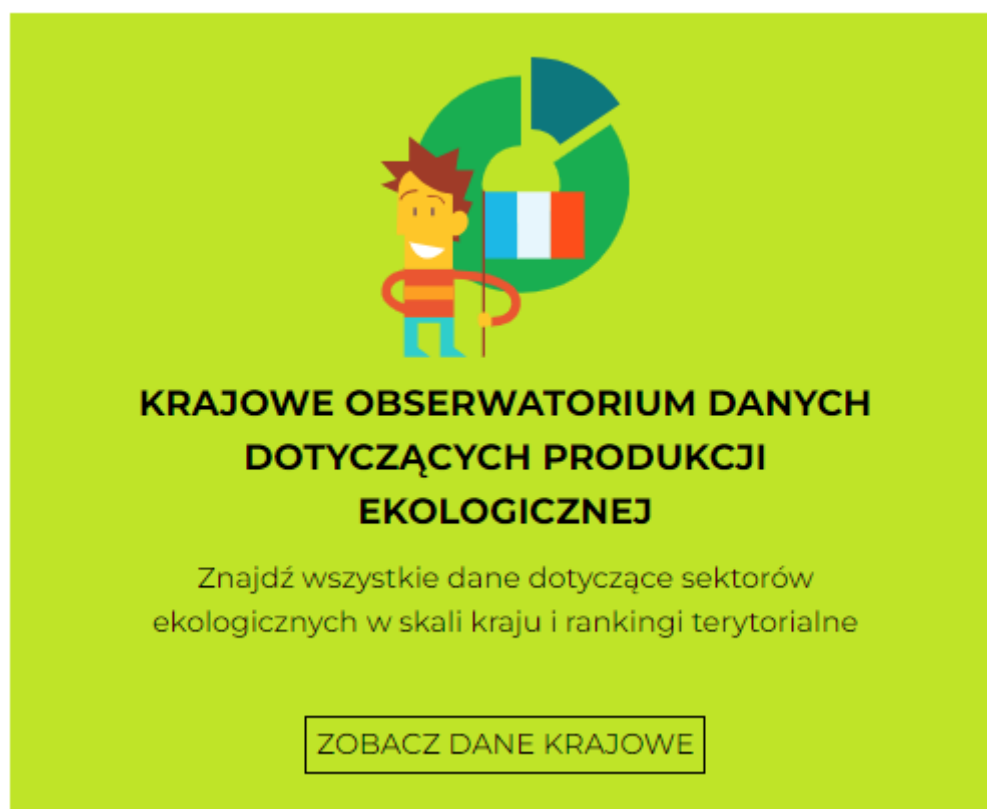 KRAJOWE OBSERWATORIUM DANYCH
DOTYCZĄCYCH PRODUKCJI
EKOLOGICZNEJ
Znajdź wszystkie dane dotyczące sektorów
ekologicznych w skali kraju i rankingi terytorialne
ZOBACZ DANE KRAJOWE